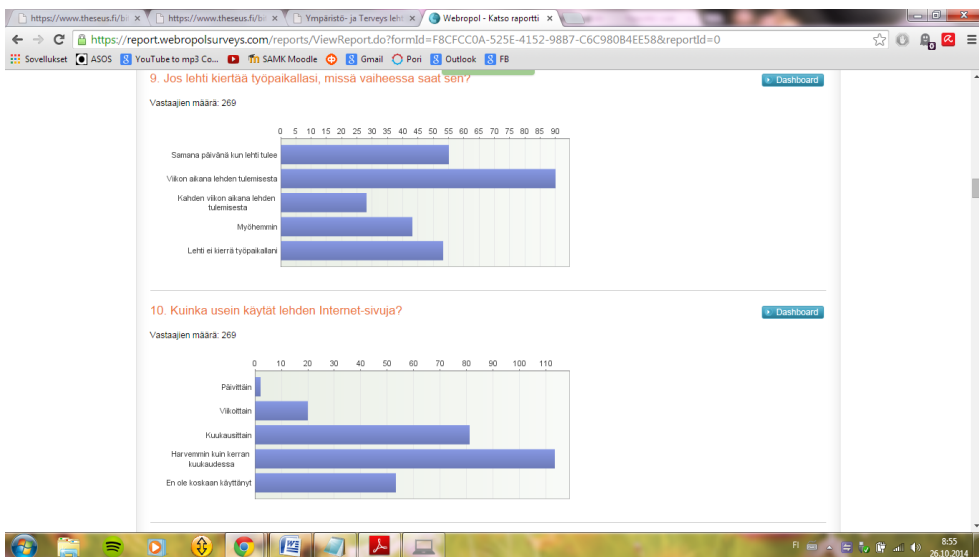 https://www.theseus.fi/bit
https://www.theseus.fi/bit
Ympäristö- ja Terveys leht
Webropol - Katso raportti
https://report.webropolsurveys.com/reports/ViewReport.do?formId=F8CFCC0A-525E-4152-98B7-C6C980B4EE58&reportId=0
Sovellukset ASOS YouTube to mp3 Co... SAMK Moodle Gmail Pori Outlook FB
9. Jos lehti kiertää työpaikallasi, missä vaiheessa saat sen?
Dashboard
Vastaajien määrä: 269
0 5 10 15 20 25 30 35 40 45 50 55 60 65 70 75 80 85 90
Samana päivänä kun lehti tulee
Viikon aikana lehden tulemisesta
Kahden viikon aikana lehden
tulemisesta
Myöhemmin
Lehti ei kierrä työpaikallani
10. Kuinka usein käytät lehden Internet-sivuja?
Dashboard
Vastaajien määrä: 269
0 10 20 30 40 50 60 70 80 90 100 110
Päivittäin
Viikoittain
Kuukausittain
Harvemmin kuin kerran
kuukaudessa
En ole koskaan käyttänyt
FI
8:55
26.10.2014